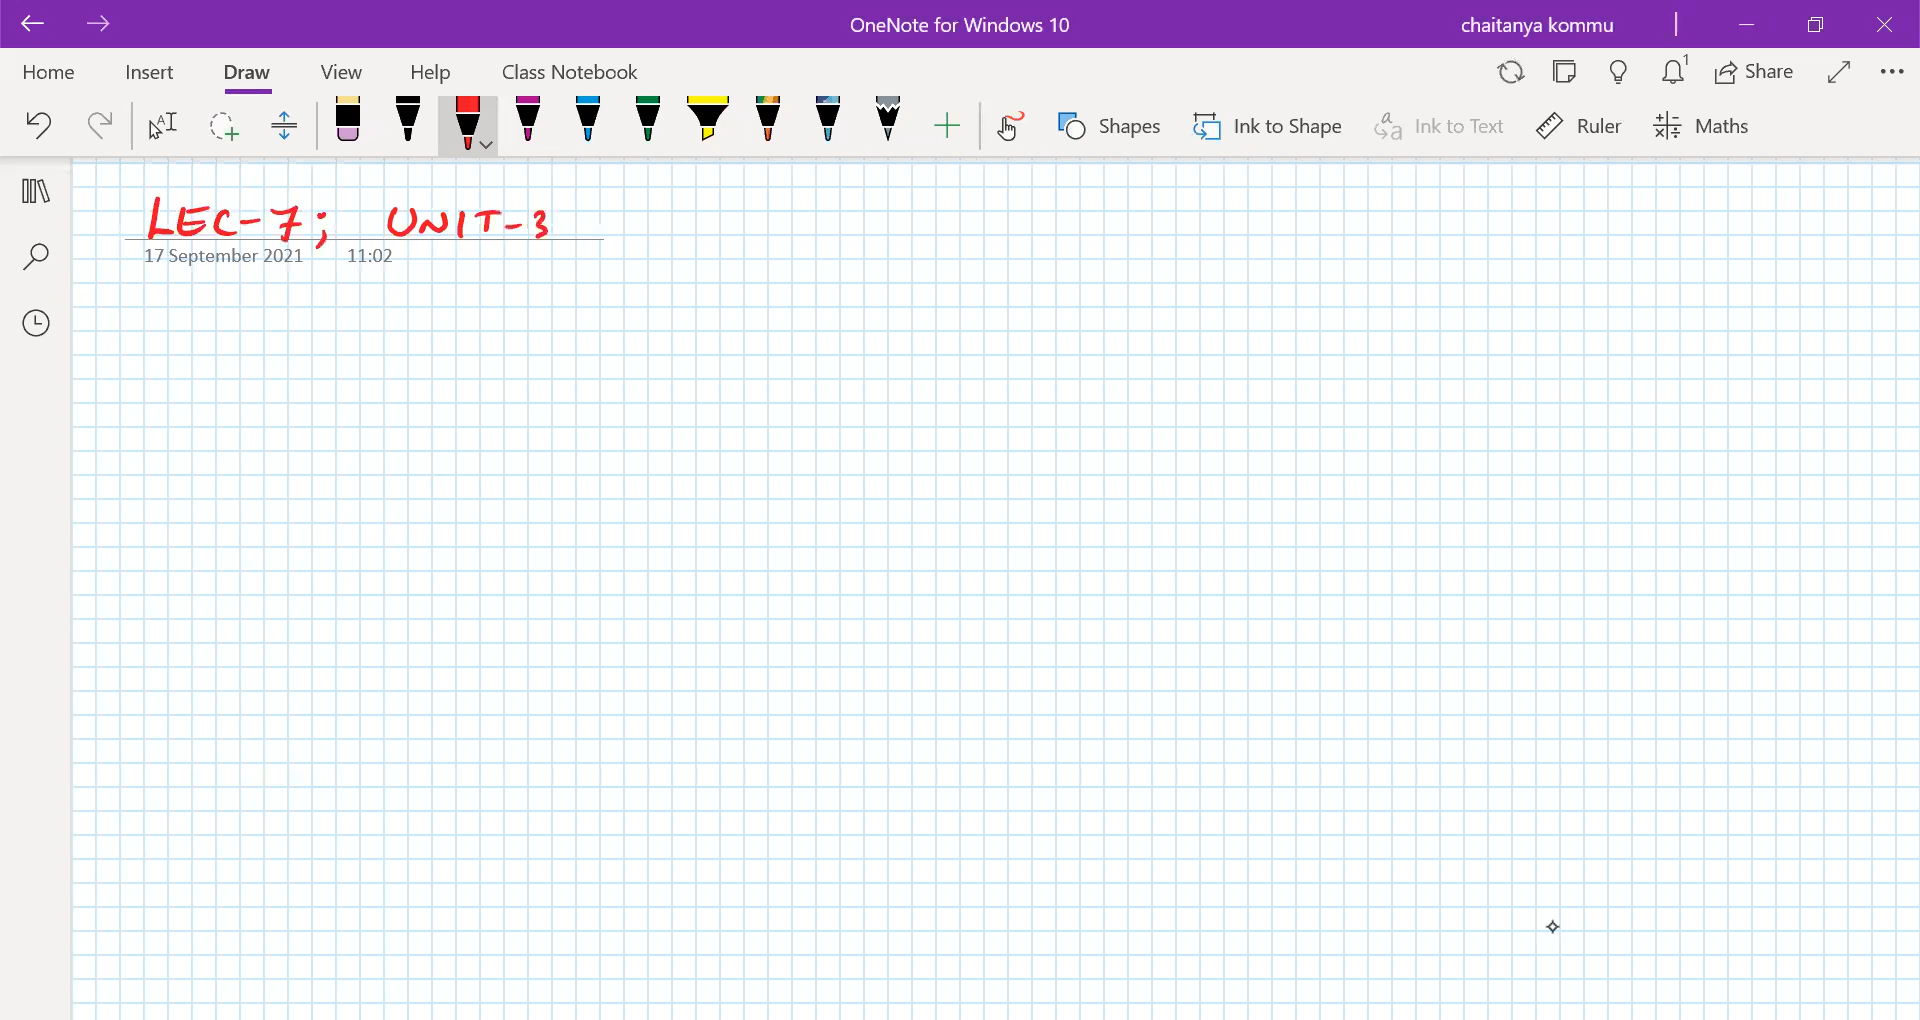 OneNote for Windows 10
chaitanya kommu
Home Insert Draw View Help Class Notebook
1
Share
Shapes Ink to Shape Ink to Text Ruler Maths
LEC-7; UNIT-3
17 September 2021 11:02